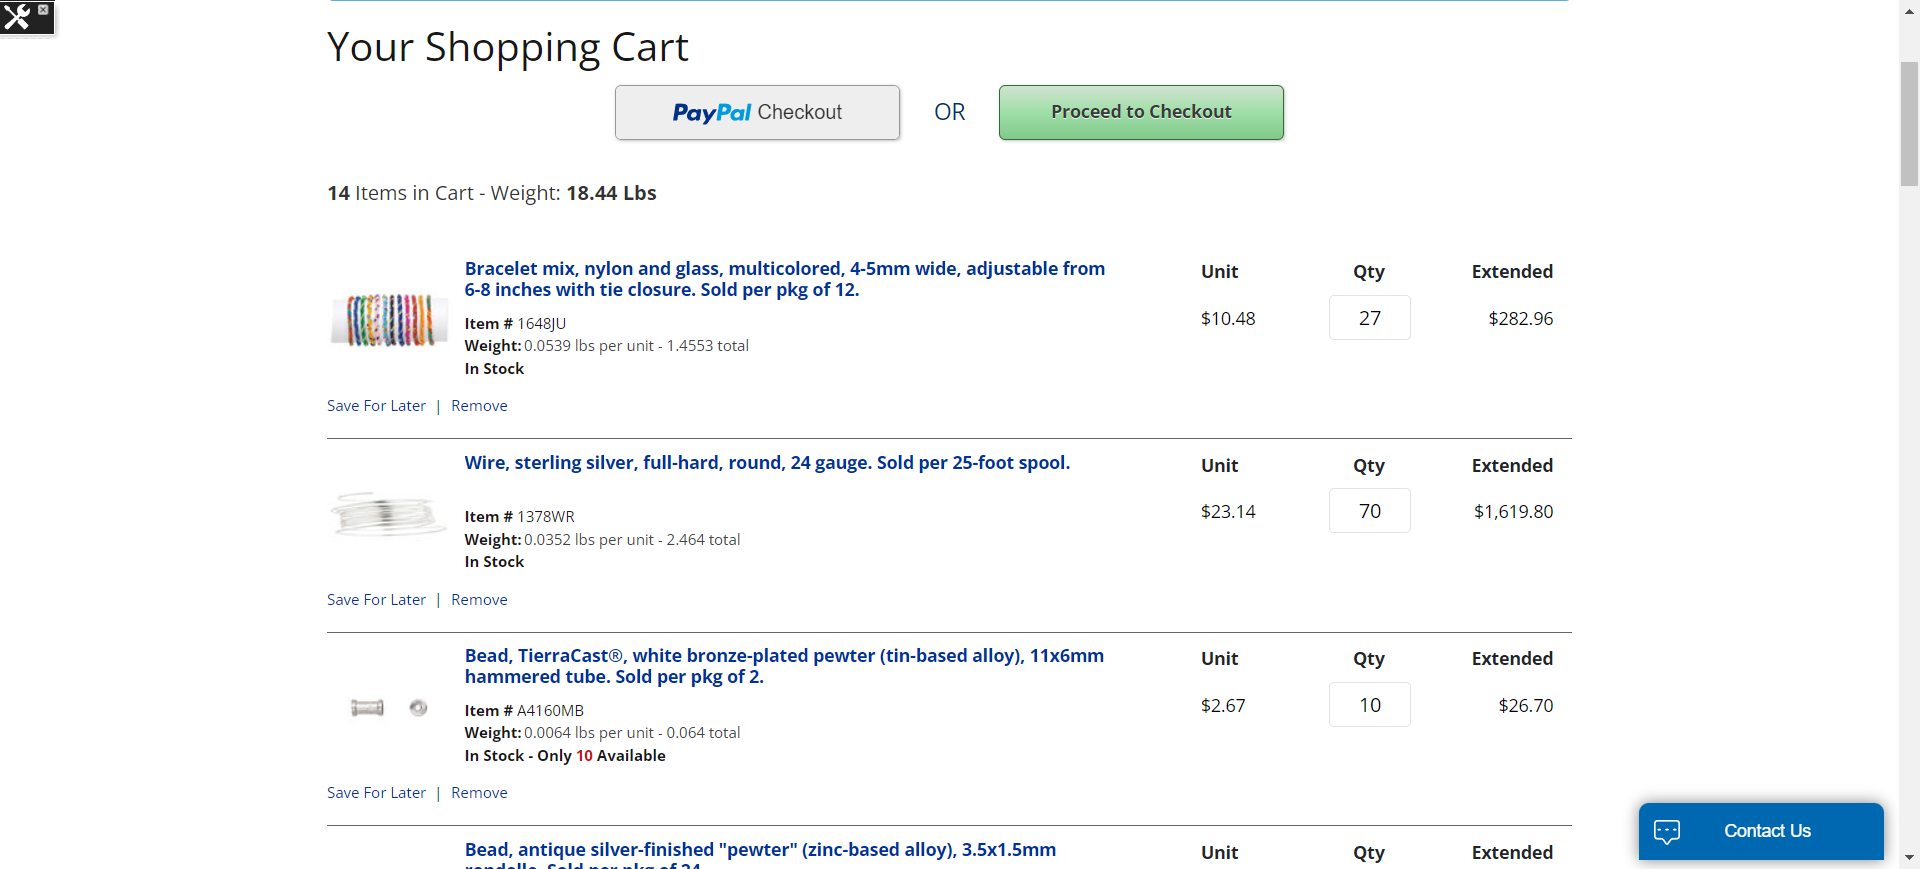 Your Shopping Cart
PayPal Checkout OR Proceed to Checkout
14 Items in Cart - Weight: 18.44 Lbs
Bracelet mix, nylon and glass, multicolored, 4-5mm wide, adjustable from
6-8 inches with tie closure. Sold per pkg of 12.
Unit Qty Extended
Item # 1648JU
$10.48 27 $282.96
Weight: 0.0539 lbs per unit - 1.4553 total
In Stock
Save For Later | Remove
Wire, sterling silver, full-hard, round, 24 gauge. Sold per 25-foot spool.
Unit Qty Extended
Item # 1378WR
$23.14 70 $1,619.80
Weight: 0.0352 lbs per unit - 2.464 total
In Stock
Save For Later | Remove
Bead, TierraCast®, white bronze-plated pewter (tin-based alloy), 11x6mm
hammered tube. Sold per pkg of 2.
Unit Qty Extended
Item # A4160MB
$2.67 10 $26.70
Weight: 0.0064 lbs per unit - 0.064 total
In Stock - Only 10 Available
Save For Later | Remove
Bead, antique silver-finished "pewter" (zinc-based alloy), 3.5x1.5mm
rondelle. Sold per pkg of 24.
Unit Qty Extended
Contact Us